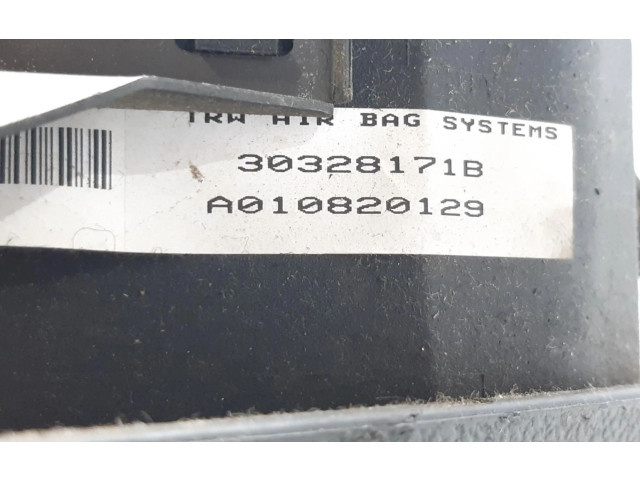 TRW AIR BAG SYSTEMS
30328171B
A010820129